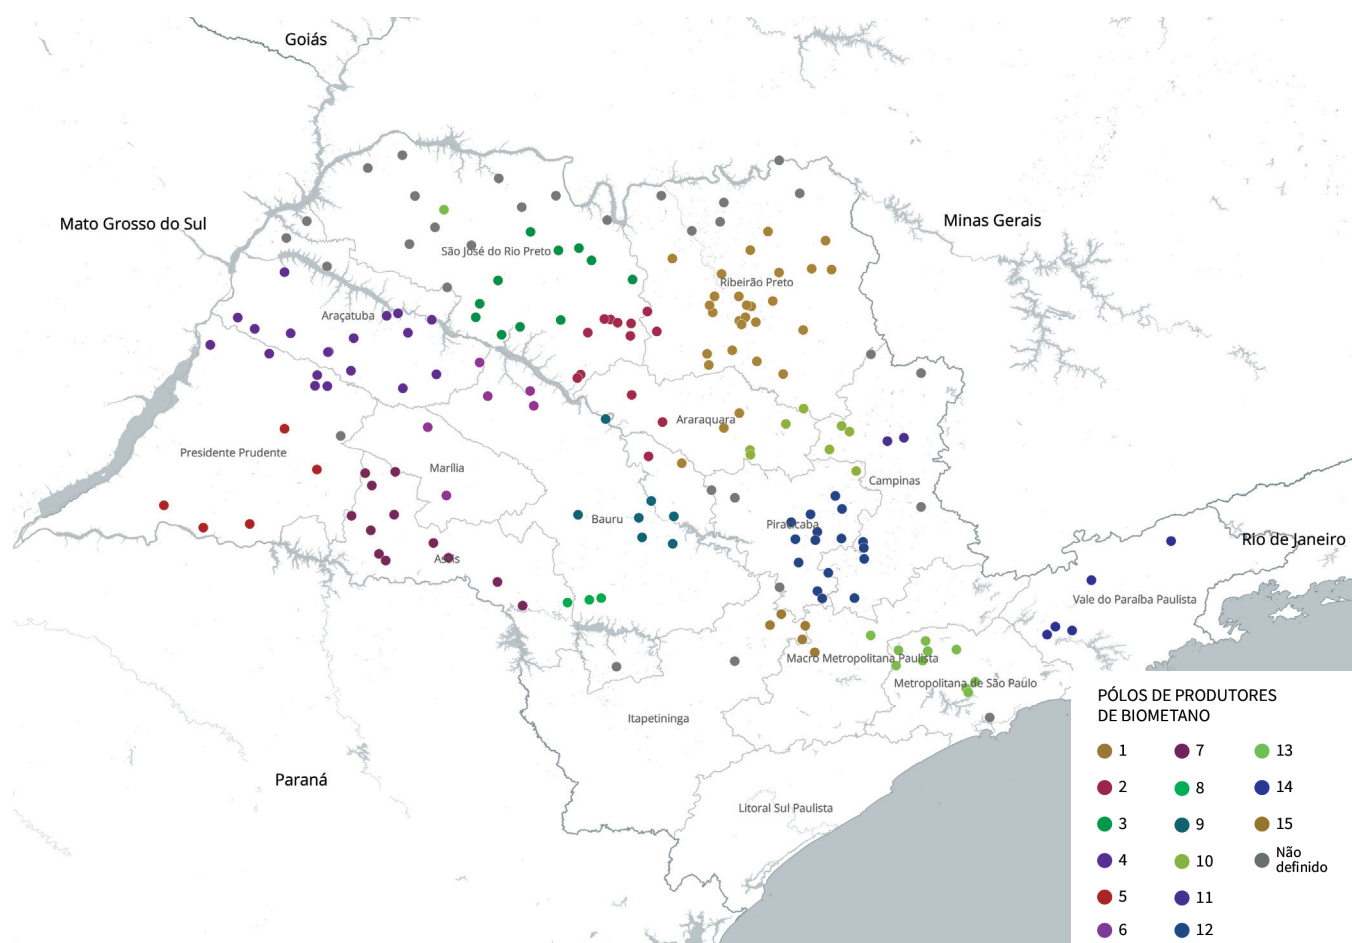 Goiás
Mato Grosso do Sul
Minas Gerais
São José do Rio Preto
Ribeirão Preto
Araçatuba
Araraquara
Presidente Prudente
Marília
Campinas
Bauru
Piracicaba
Rio de Janeiro
Assis
Vale do Paraíba Paulista
Macro Metropolitana Paulista
Metropolitana de São Paulo
Itapetininga
Paraná
Litoral Sul Paulista
PÓLOS DE PRODUTORES
DE BIOMETANO
1
2
3
4
5
6
7
8
9
10
11
12
13
14
15
Não
definido